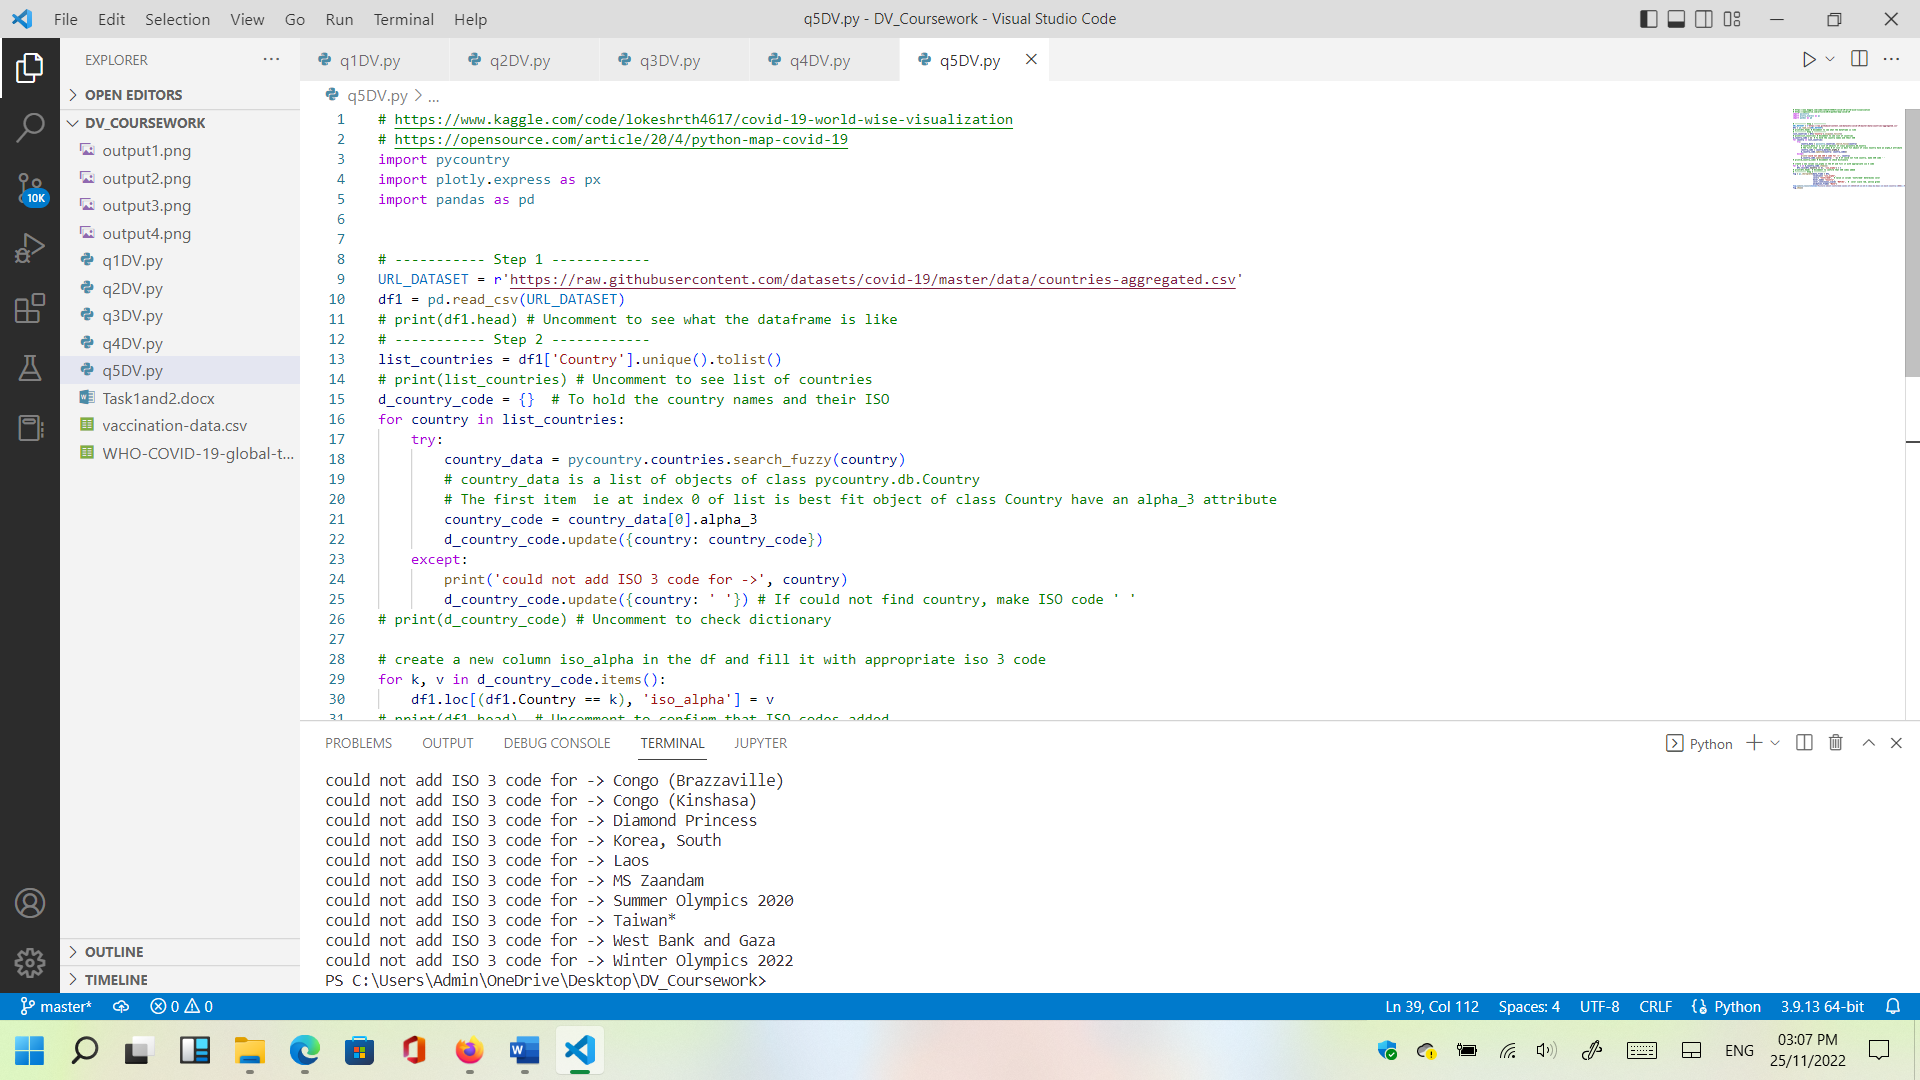 File Edit Selection View Go Run Terminal Help
q5DV.py - DV_Coursework - Visual Studio Code
EXPLORER
OPEN EDITORS
DV_COURSEWORK
output1.png
output2.png
output3.png
output4.png
q1DV.py
q2DV.py
q3DV.py
q4DV.py
q5DV.py
Task1and2.docx
vaccination-data.csv
WHO-COVID-19-global-t...
OUTLINE
TIMELINE
10K
q1DV.py q2DV.py q3DV.py q4DV.py q5DV.py
q5DV.py > ...
1 # https://www.kaggle.com/code/lokeshrth4617/covid-19-world-wise-visualization
2 # https://opensource.com/article/20/4/python-map-covid-19
3 import pycountry
4 import plotly.express as px
5 import pandas as pd
6
7
8 # ----------- Step 1 ------------
9 URL_DATASET = r'https://raw.githubusercontent.com/datasets/covid-19/master/data/countries-aggregated.csv'
10 df1 = pd.read_csv(URL_DATASET)
11 # print(df1.head) # Uncomment to see what the dataframe is like
12 # ----------- Step 2 ------------
13 list_countries = df1['Country'].unique().tolist()
14 # print(list_countries) # Uncomment to see list of countries
15 d_country_code = {}  # To hold the country names and their ISO
16 for country in list_countries:
17     try:
18         country_data = pycountry.countries.search_fuzzy(country)
19         # country_data is a list of objects of class pycountry.db.Country
20         # The first item  ie at index 0 of list is best fit object of class Country have an alpha_3 attribute
21         country_code = country_data[0].alpha_3
22         d_country_code.update({country: country_code})
23     except:
24         print('could not add ISO 3 code for ->', country)
25         d_country_code.update({country: ' '}) # If could not find country, make ISO code ' '
26 # print(d_country_code) # Uncomment to check dictionary
27
28 # create a new column iso_alpha in the df and fill it with appropriate iso 3 code
29 for k, v in d_country_code.items():
30     df1.loc[(df1.Country == k), 'iso_alpha'] = v
31 # print(df1.head)  # Uncomment to confirm that ISO codes added
PROBLEMS OUTPUT DEBUG CONSOLE TERMINAL JUPYTER
Python
could not add ISO 3 code for -> Congo (Brazzaville)
could not add ISO 3 code for -> Congo (Kinshasa)
could not add ISO 3 code for -> Diamond Princess
could not add ISO 3 code for -> Korea, South
could not add ISO 3 code for -> Laos
could not add ISO 3 code for -> MS Zaandam
could not add ISO 3 code for -> Summer Olympics 2020
could not add ISO 3 code for -> Taiwan*
could not add ISO 3 code for -> West Bank and Gaza
could not add ISO 3 code for -> Winter Olympics 2022
PS C:\Users\Admin\OneDrive\Desktop\DV_Coursework>
master* 0 0
Ln 39, Col 112 Spaces: 4 UTF-8 CRLF Python 3.9.13 64-bit
ENG
03:07 PM
25/11/2022